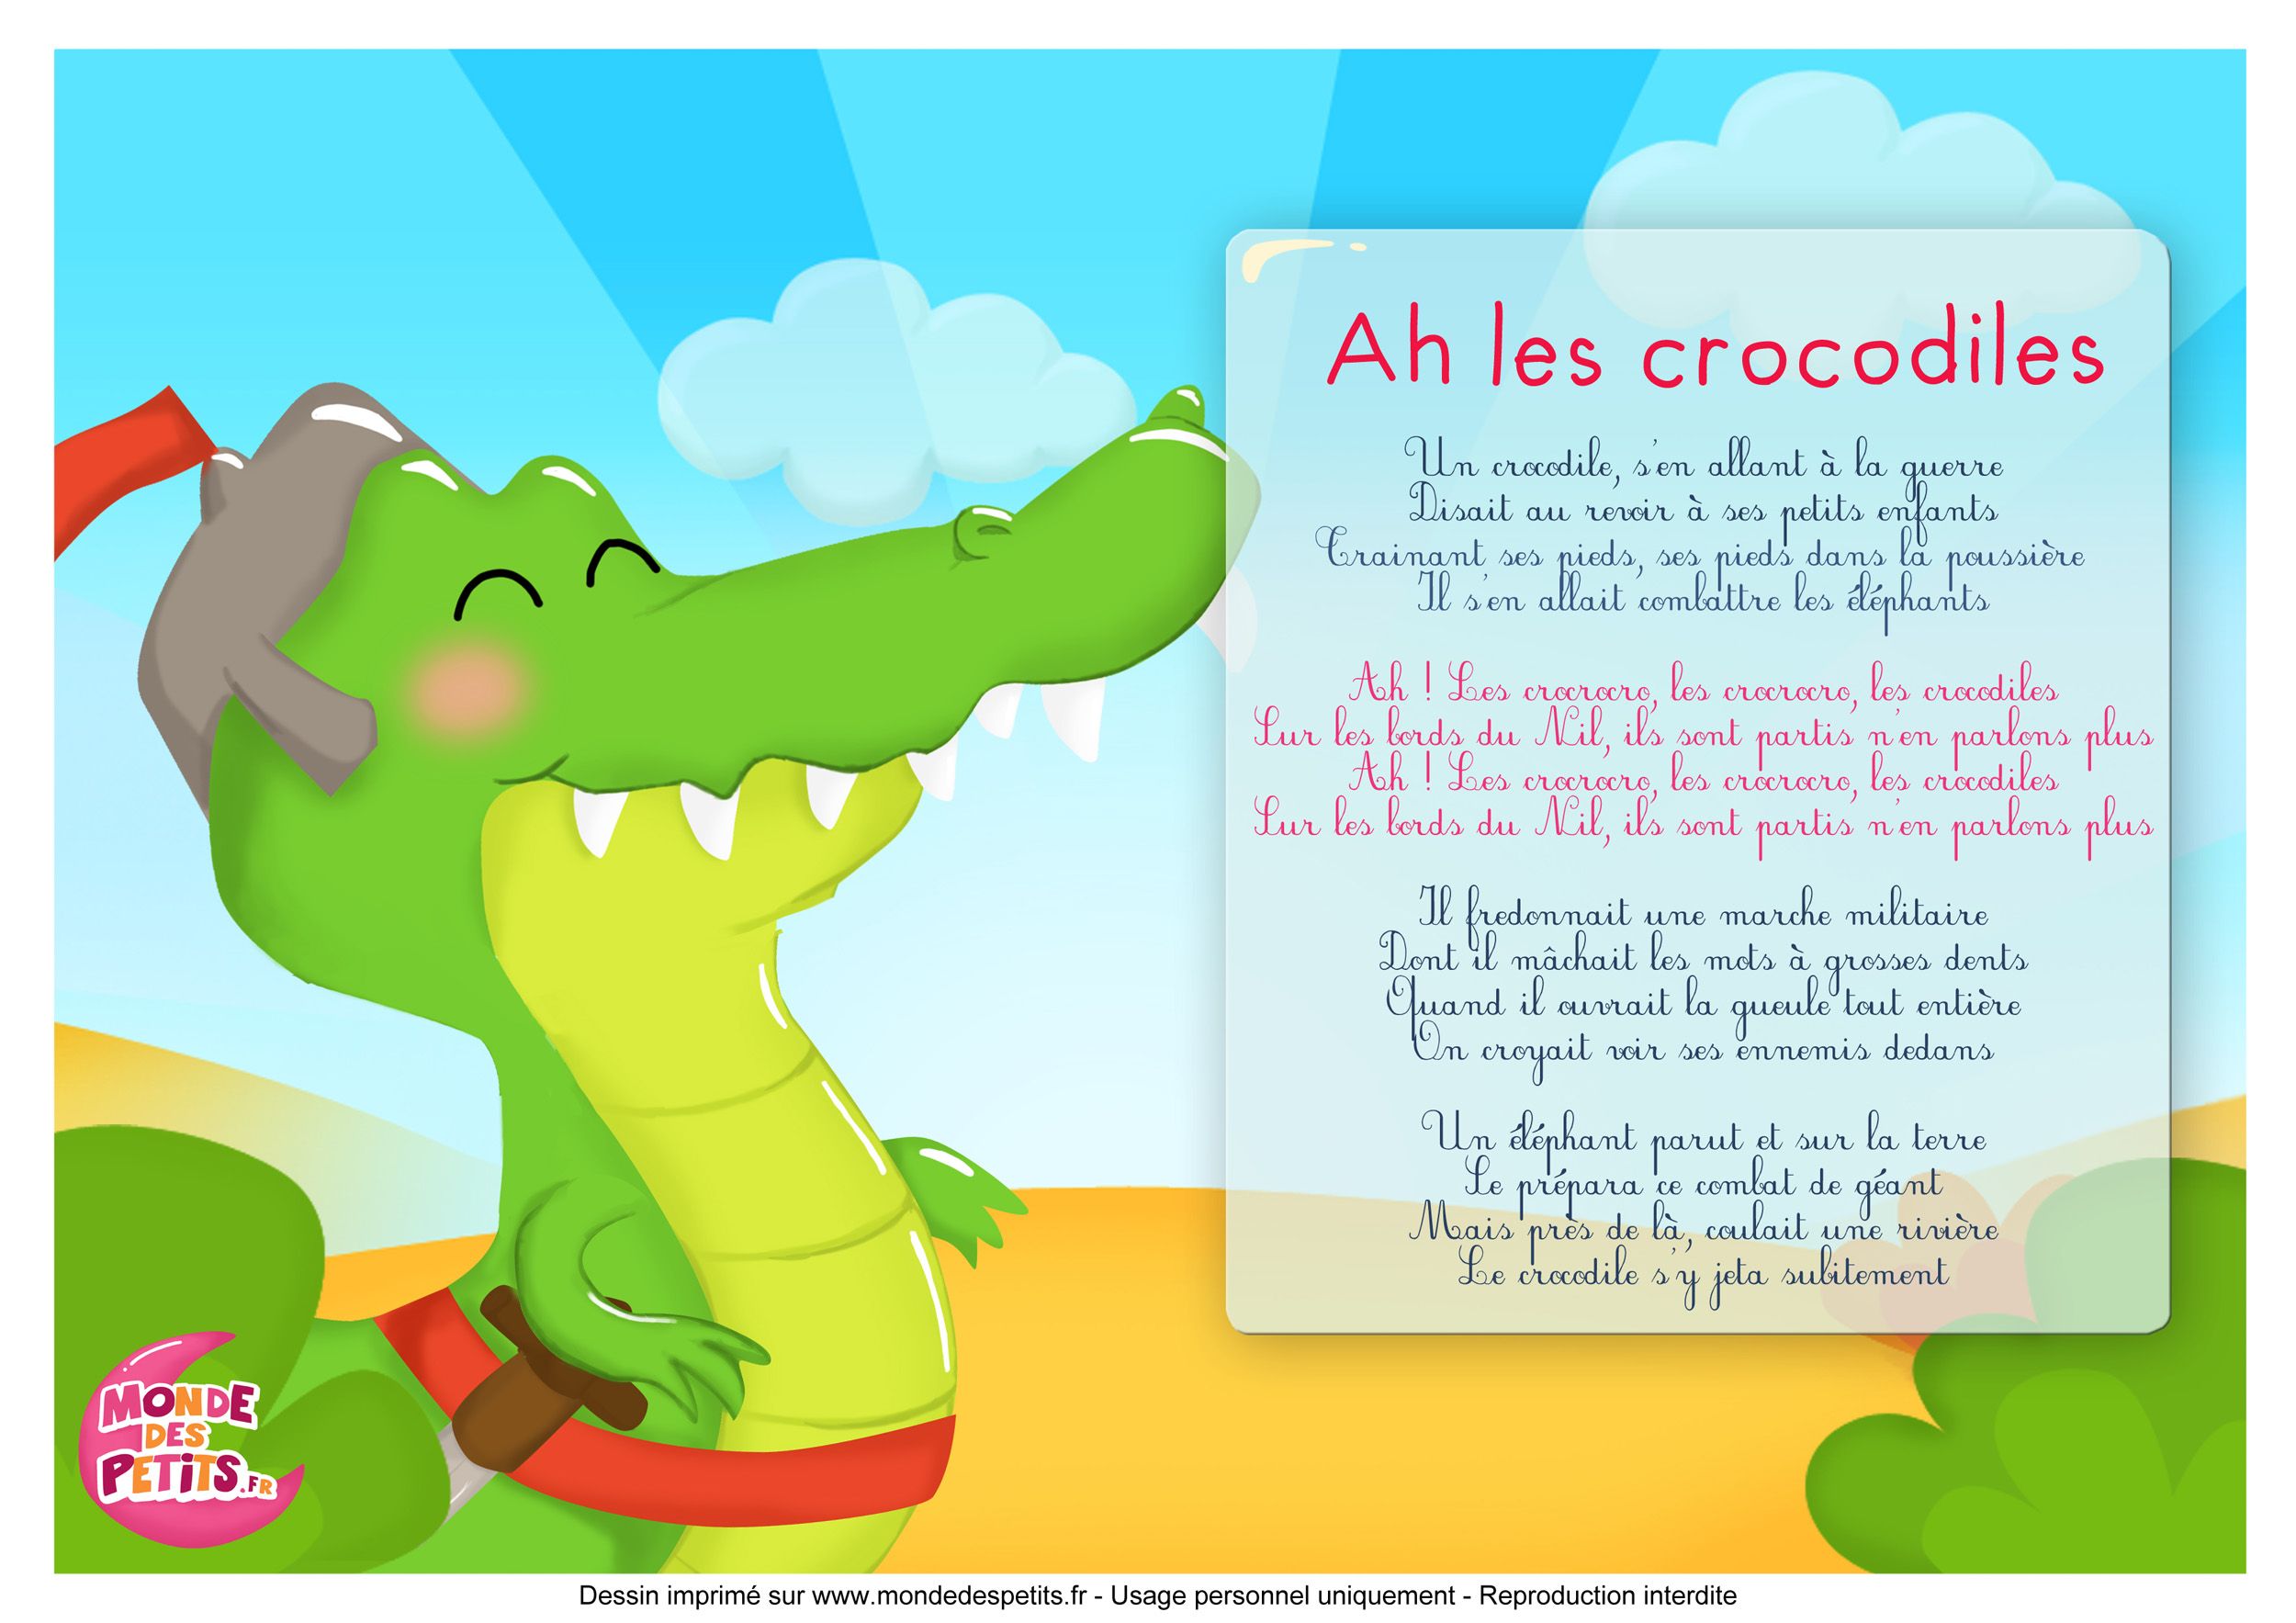 Ah les crocodiles
Un crocodile, s'en allant à la guerre
Disait au revoir à ses petits enfants
Trainant ses pieds, ses pieds dans la poussière
Il s'en allait combattre les éléphants
Ah ! Les crocrocro, les crocrocro, les crocodiles
Sur les bords du Nil, ils sont partis n'en parlons plus
Ah ! Les crocrocro, les crocrocro, les crocodiles
Sur les bords du Nil, ils sont partis n'en parlons plus
Il fredonnait une marche militaire
Dont il mâchait les mots à grosses dents
Quand il ouvrait la gueule tout entière
On croyait voir ses ennemis dedans
Un éléphant parut et sur la terre
Se prépara ce combat de géant
Mais près de là, coulait une rivière
Le crocodile s'y jeta subitement
MONDE
DES
PETITS.FR
Dessin imprimé sur www.mondedespetits.fr - Usage personnel uniquement - Reproduction interdite